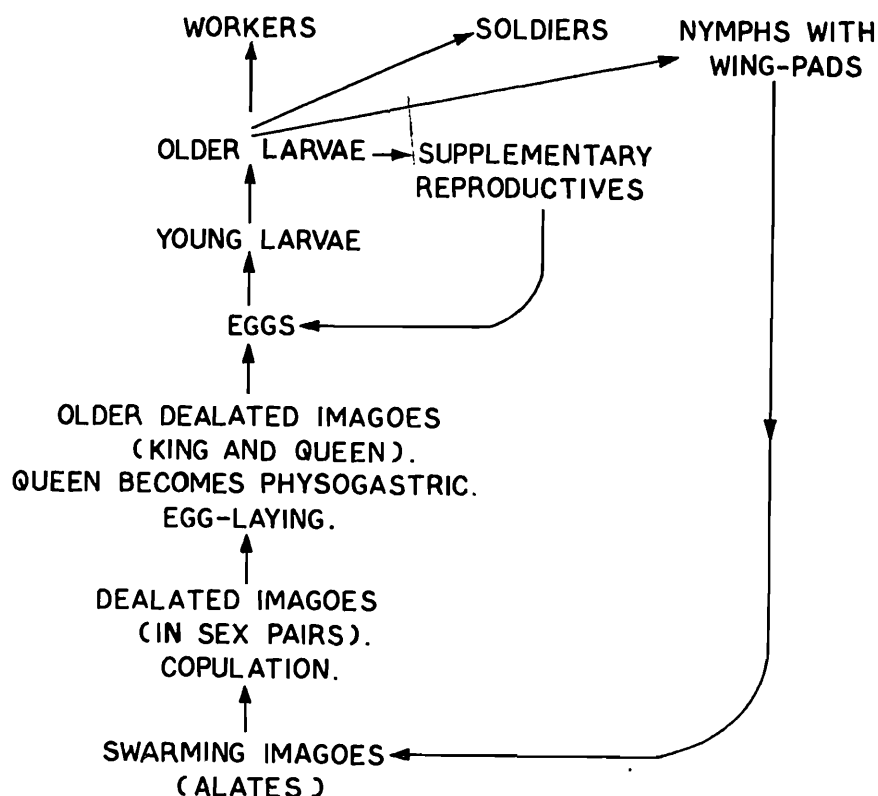 WORKERS
SOLDIERS
NYMPHS WITH
WING-PADS
OLDER LARVAE
SUPPLEMENTARY
REPRODUCTIVES
YOUNG LARVAE
EGGS
OLDER DEALATED IMAGOES
(KING AND QUEEN).
QUEEN BECOMES PHYSOGASTRIC.
EGG-LAYING.
DEALATED IMAGOES
(IN SEX PAIRS).
COPULATION.
SWARMING IMAGOES
(ALATES)